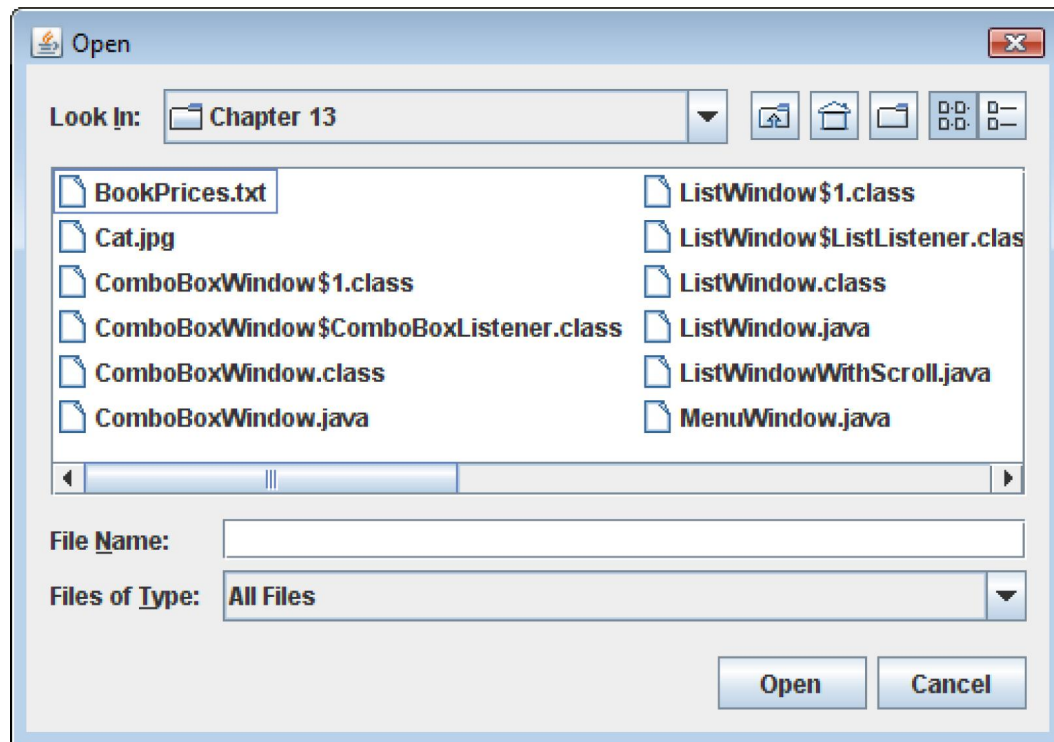 Open
Look In: Chapter 13
BookPrices.txt
Cat.jpg
ComboBoxWindow$1.class
ComboBoxWindow$ComboBoxListener.class
ComboBoxWindow.class
ComboBoxWindow.java
ListWindow$1.class
ListWindow$ListListener.clas
ListWindow.class
ListWindow.java
ListWindowWithScroll.java
MenuWindow.java
File Name:
Files of Type: All Files
Open Cancel